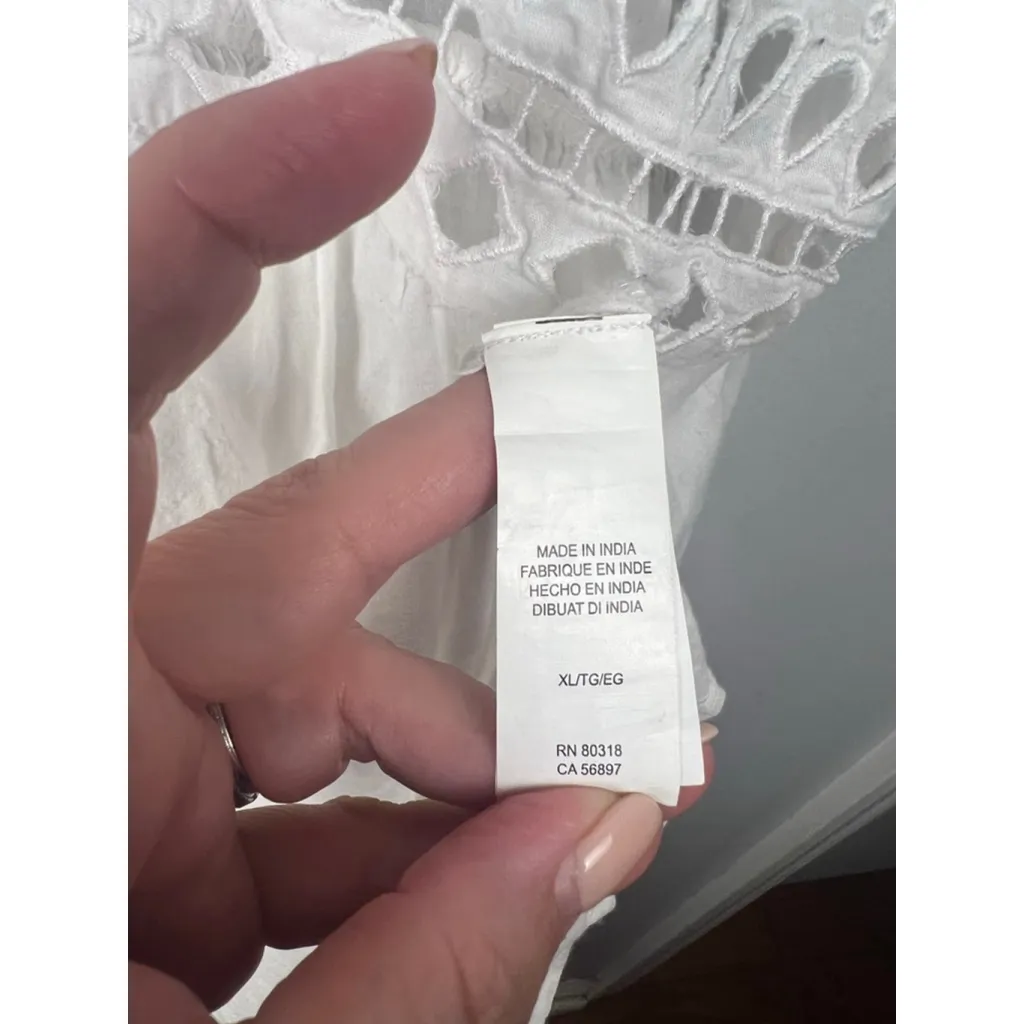 MADE IN INDIA
FABRIQUE EN INDE
HECHO EN INDIA
DIBUAT DI INDIA
XL/TG/EG
RN 80318
CA 56897